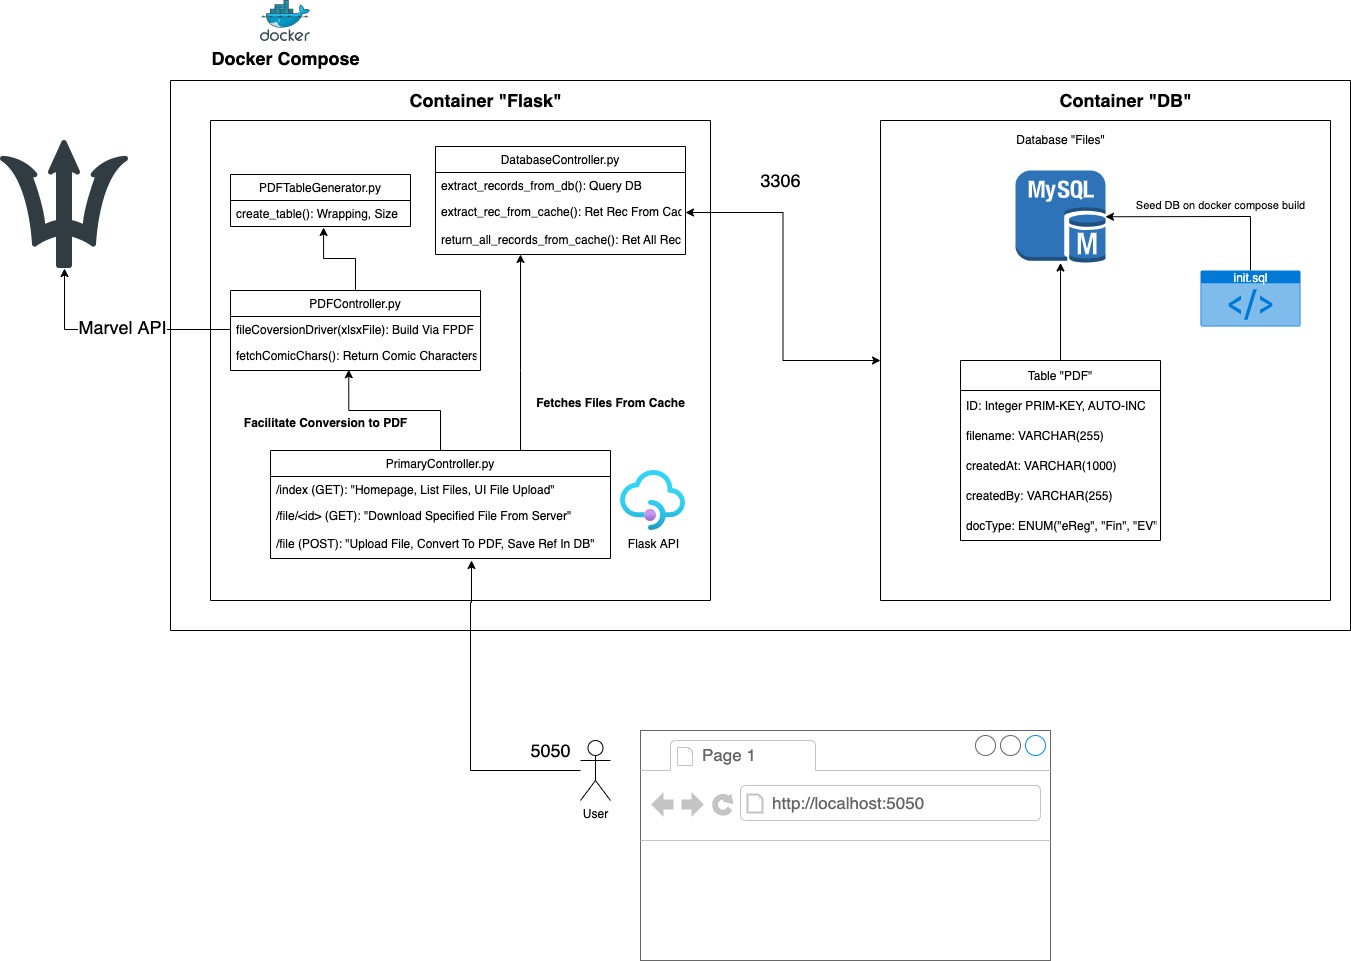 docker
Docker Compose
Container "Flask"
Container "DB"
PDFTableGenerator.py
create_table(): Wrapping, Size
DatabaseController.py
extract_records_from_db(): Query DB
extract_rec_from_cache(): Ret Rec From Cac
return_all_records_from_cache(): Ret All Rec
3306
Database "Files"
MySQL
M
Seed DB on docker compose build
init.sql
</>
PDFController.py
fileCoversionDriver(xlsxFile): Build Via FPDF
fetchComicChars(): Return Comic Characters
Marvel API
Facilitate Conversion to PDF
Fetches Files From Cache
Table "PDF"
ID: Integer PRIM-KEY, AUTO-INC
filename: VARCHAR(255)
createdAt: VARCHAR(1000)
createdBy: VARCHAR(255)
docType: ENUM("eReg", "Fin", "EV"
PrimaryController.py
/index (GET): "Homepage, List Files, UI File Upload"
/file/<id> (GET): "Download Specified File From Server"
/file (POST): "Upload File, Convert To PDF, Save Ref In DB"
Flask API
5050
User
Page 1
http://localhost:5050